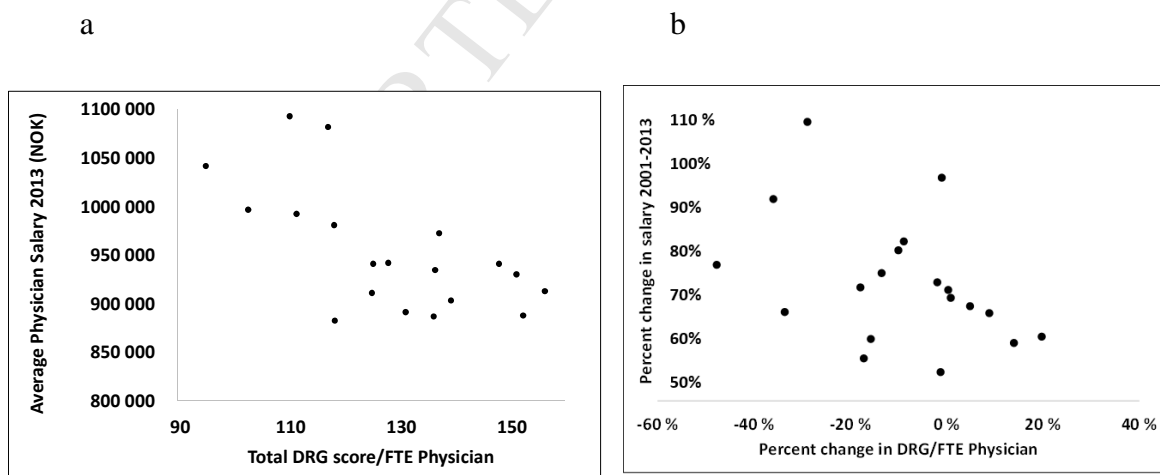 a
b
PTE
Average Physician Salary 2013 (NOK)
1100 000
1050 000
1000 000
950 000
900 000
850 000
800 000
90 110 130 150
Total DRG score/FTE Physician
Percent change in salary 2001-2013
110 %
100%
90%
80%
70%
60%
50%
-60 % -40 % -20 % 0 % 20 % 40 %
Percent change in DRG/FTE Physician